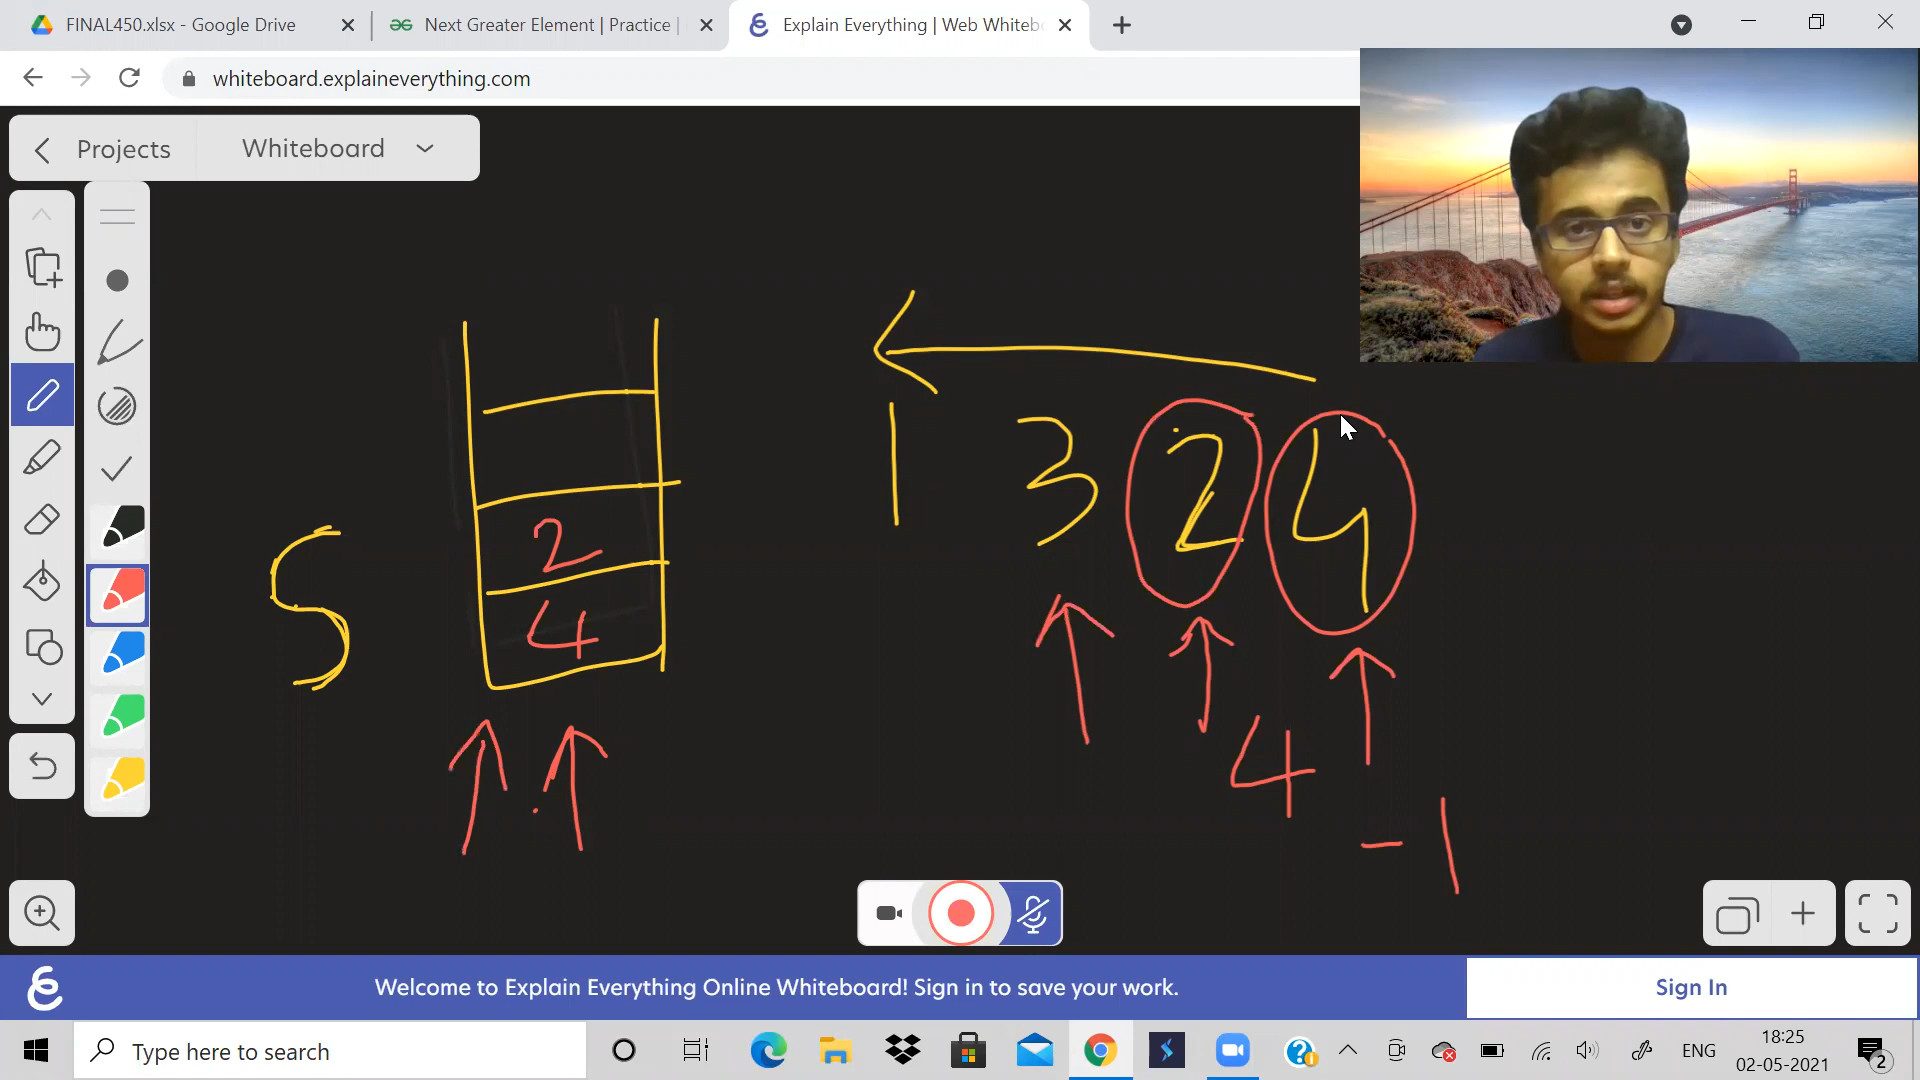 FINAL450.xlsx - Google Drive
Next Greater Element | Practice |
Explain Everything | Web Whitebo
whiteboard.explaineverything.com
Projects
Whiteboard
1 3 2 4
S
2
4
4
-1
Welcome to Explain Everything Online Whiteboard! Sign in to save your work.
Sign In
Type here to search
ENG
18:25
02-05-2021
2